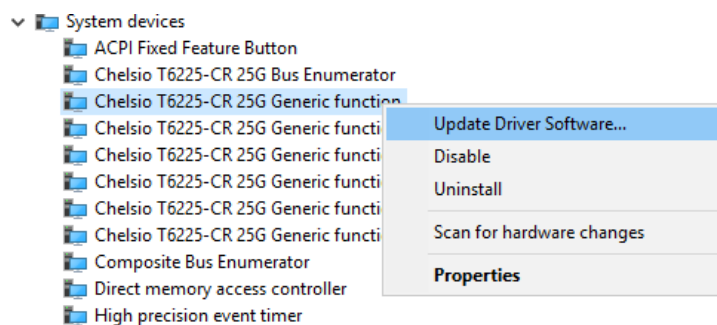 System devices
ACPI Fixed Feature Button
Chelsio T6225-CR 25G Bus Enumerator
Chelsio T6225-CR 25G Generic function
Update Driver Software...
Chelsio T6225-CR 25G Generic functi
Disable
Chelsio T6225-CR 25G Generic functi
Uninstall
Chelsio T6225-CR 25G Generic functi
Chelsio T6225-CR 25G Generic functi
Scan for hardware changes
Chelsio T6225-CR 25G Generic functi
Composite Bus Enumerator
Properties
Direct memory access controller
High precision event timer